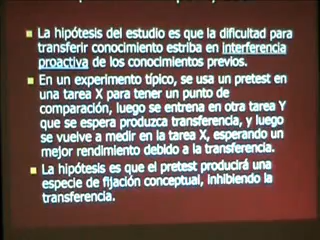 La hipótesis del estudio es que la dificultad para
transferir conocimiento estriba en interferencia
proactiva de los conocimientos previos.
En un experimento típico, se usa un pretest en
una tarea X para tener un punto de
comparación, luego se entrena en otra tarea Y
que se espera produzca transferencia, y luego
se vuelve a medir en la tarea X, esperando un
mejor rendimiento debido a la transferencia.
La hipótesis es que el pretest producirá una
especie de fijación conceptual, inhibiendo la
transferencia.